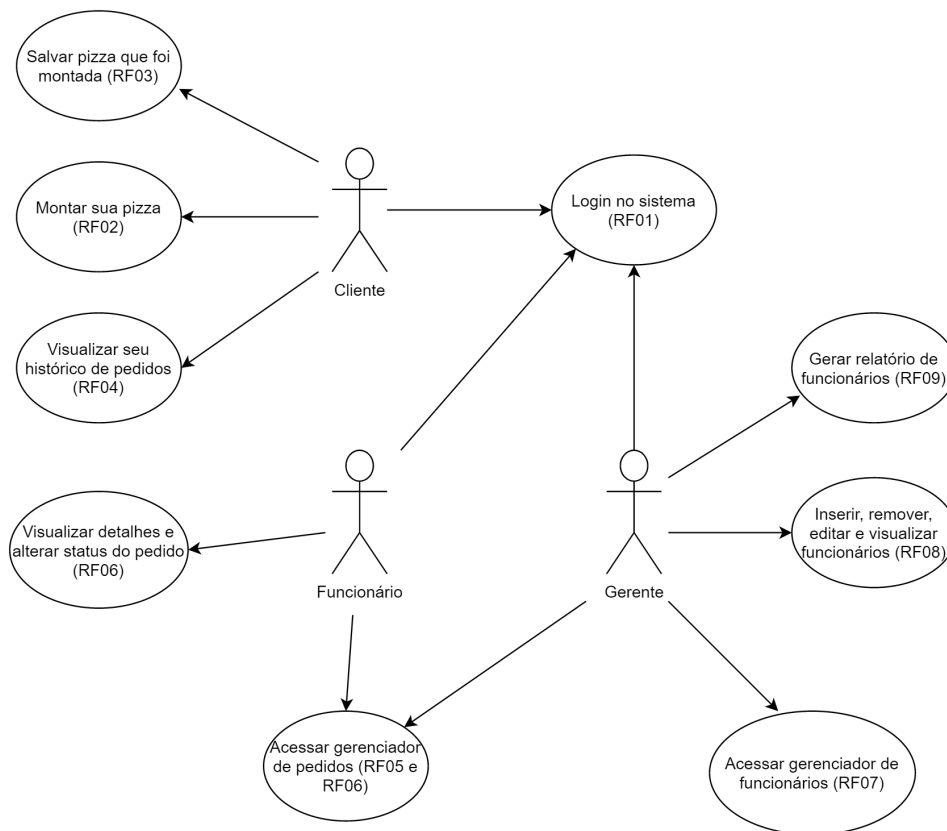 Salvar pizza que foi
montada (RF03)
Montar sua pizza
(RF02)
Login no sistema
(RF01)
Cliente
Visualizar seu
histórico de pedidos
(RF04)
Gerar relatório de
funcionários (RF09)
Visualizar detalhes e
alterar status do pedido
(RF06)
Inserir, remover,
editar e visualizar
funcionários (RF08)
Funcionário
Gerente
Acessar gerenciador
de pedidos (RF05 e
RF06)
Acessar gerenciador de
funcionários (RF07)